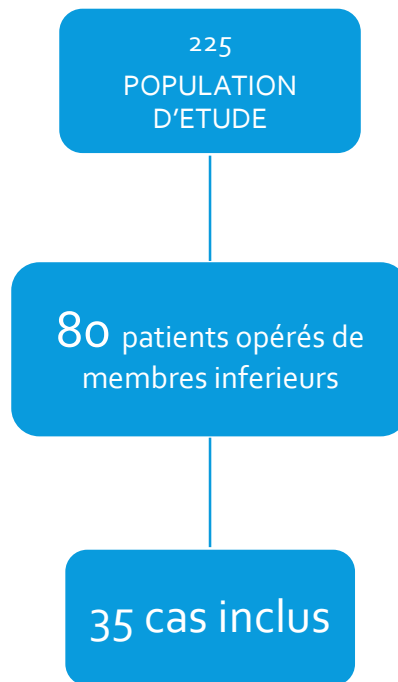 225
POPULATION
D'ETUDE
80 patients opérés de
membres inferieurs
35 cas inclus